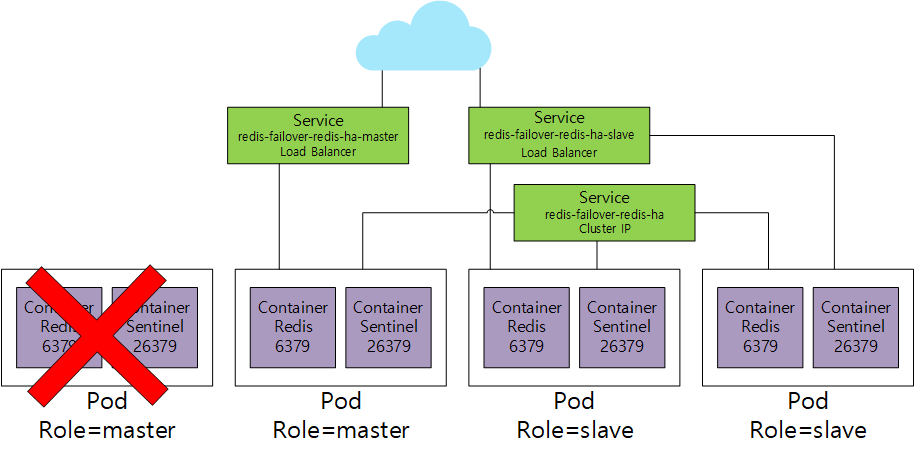 Service
redis-failover-redis-ha-master
Load Balancer
Service
redis-failover-redis-ha-slave
Load Balancer
Service
redis-failover-redis-ha
Cluster IP
Container
Redis
6379
Container
Sentinel
26379
Pod
Role=master
Container
Redis
6379
Container
Sentinel
26379
Pod
Role=master
Container
Redis
6379
Container
Sentinel
26379
Pod
Role=slave
Container
Redis
6379
Container
Sentinel
26379
Pod
Role=slave